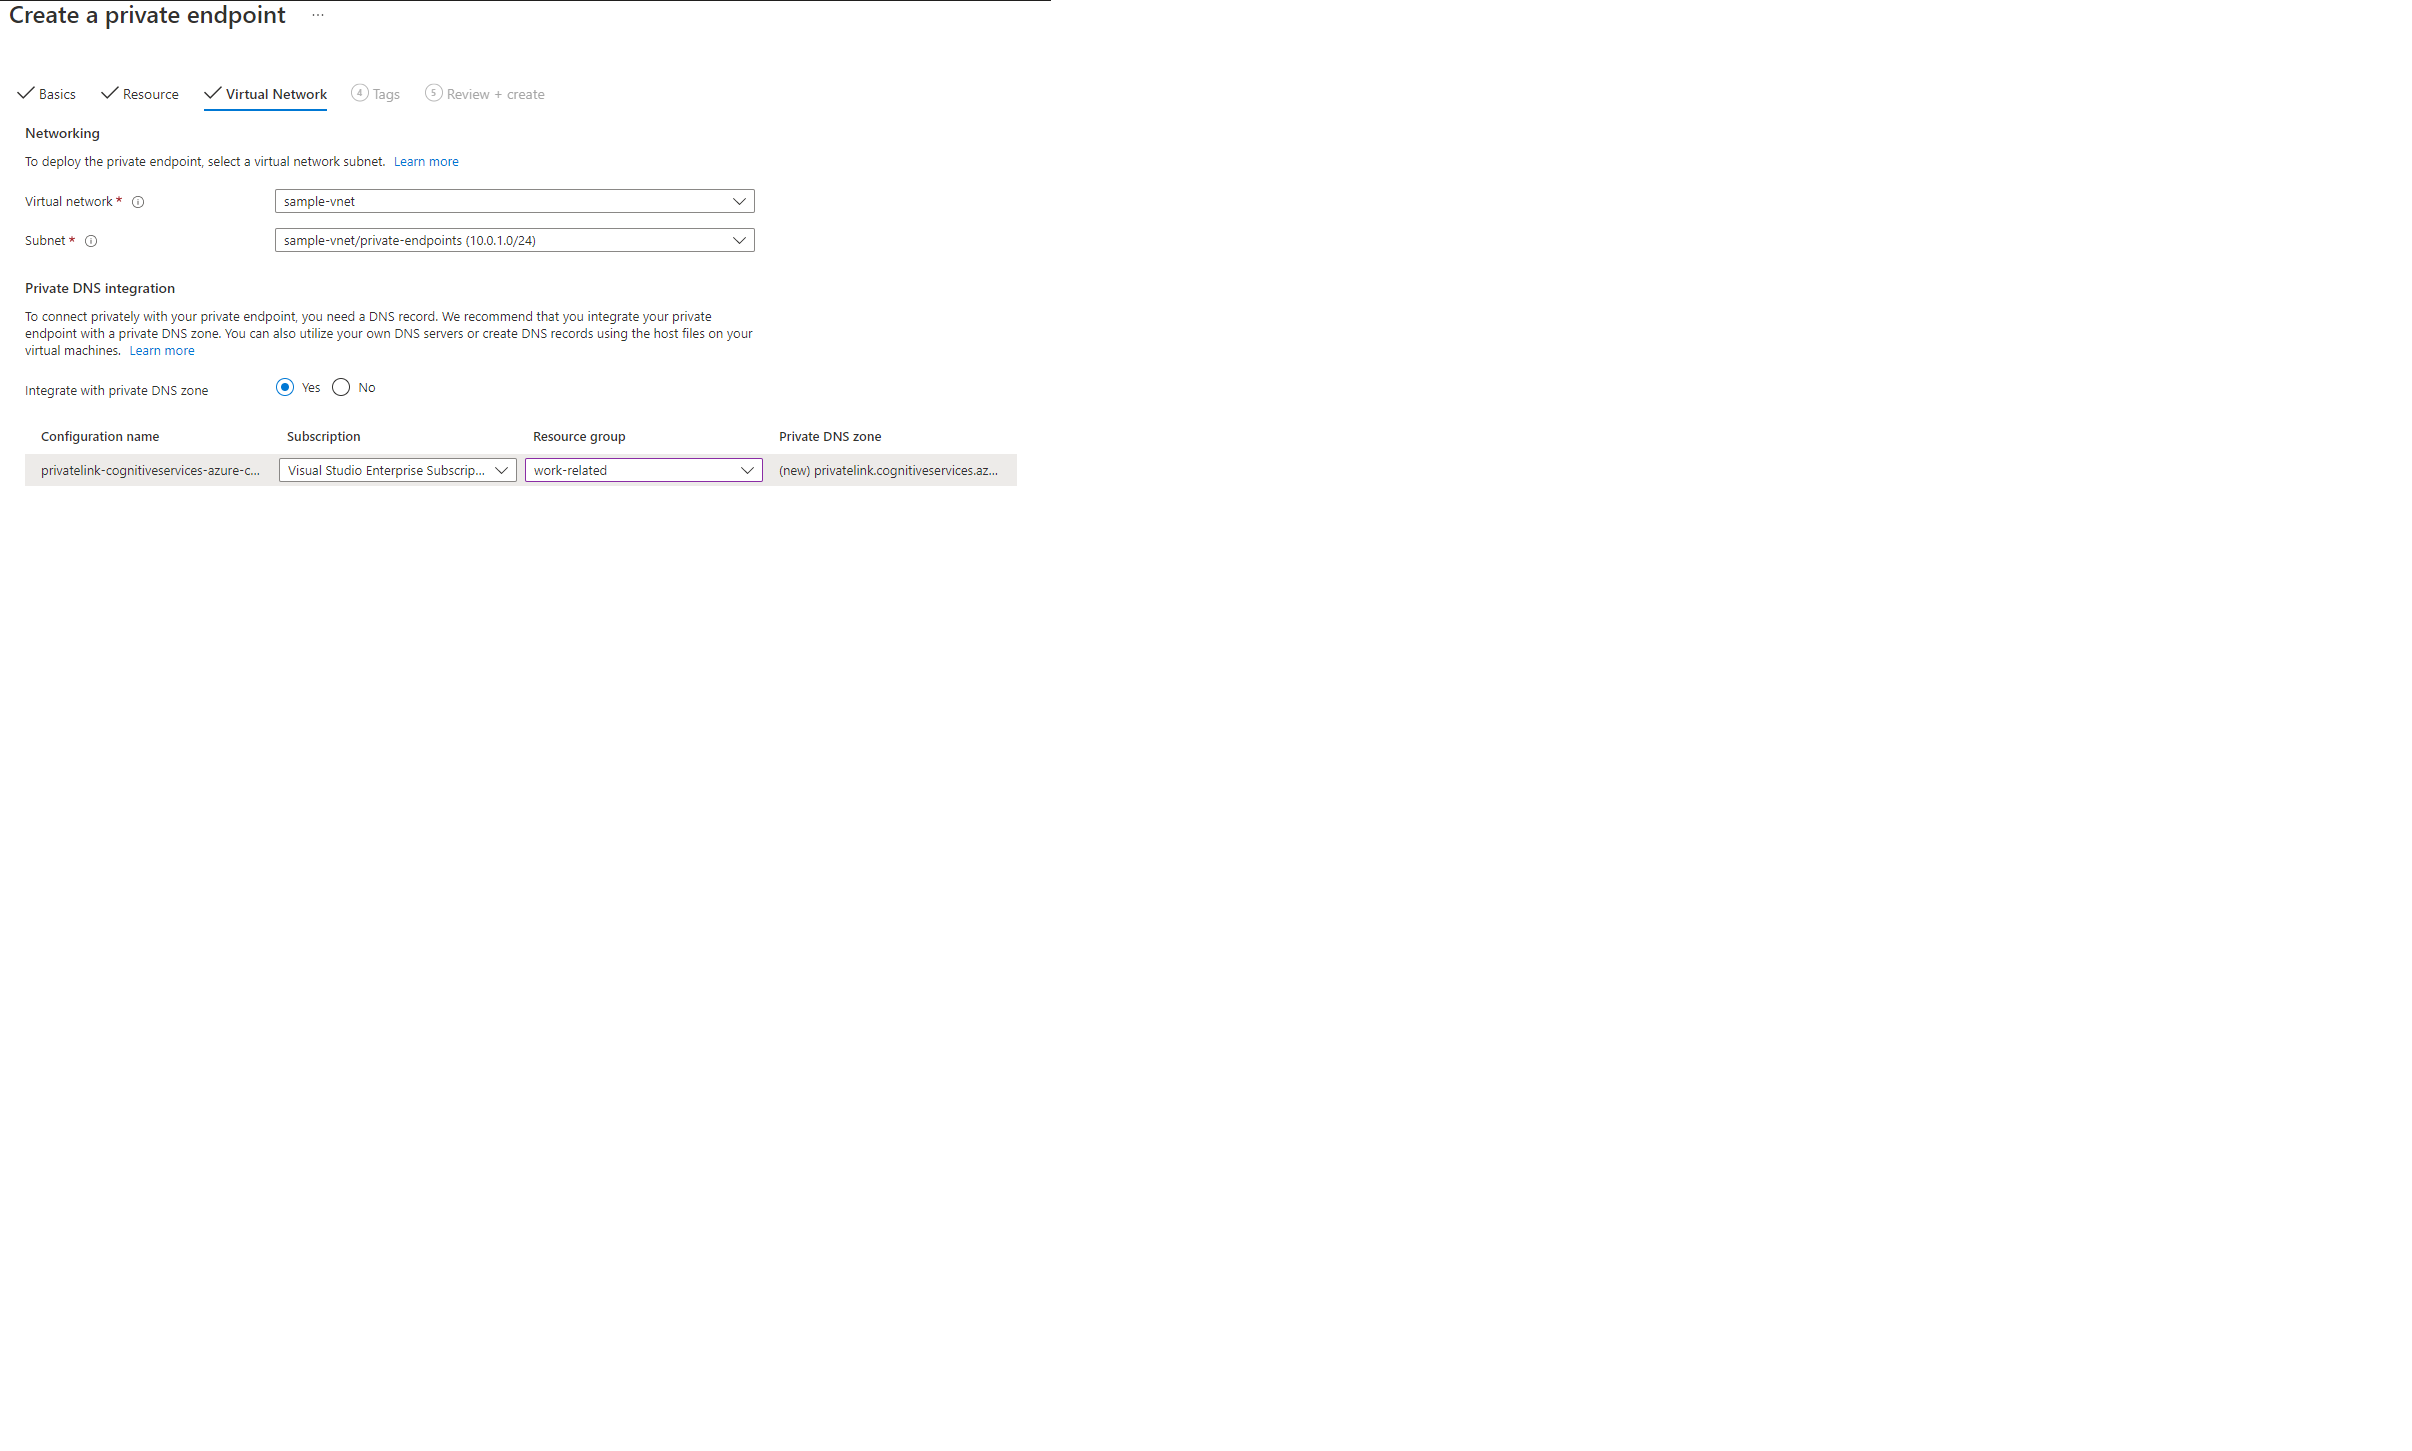 Create a private endpoint ...
Basics Resource Virtual Network 4 Tags 5 Review + create
Networking
To deploy the private endpoint, select a virtual network subnet. Learn more
Virtual network * sample-vnet
Subnet * sample-vnet/private-endpoints (10.0.1.0/24)
Private DNS integration
To connect privately with your private endpoint, you need a DNS record. We recommend that you integrate your private
endpoint with a private DNS zone. You can also utilize your own DNS servers or create DNS records using the host files on your
virtual machines. Learn more
Integrate with private DNS zone Yes No
Configuration name Subscription Resource group Private DNS zone
privatelink-cognitiveservices-azure-c... Visual Studio Enterprise Subscrip... work-related (new) privatelink.cognitiveservices.az...